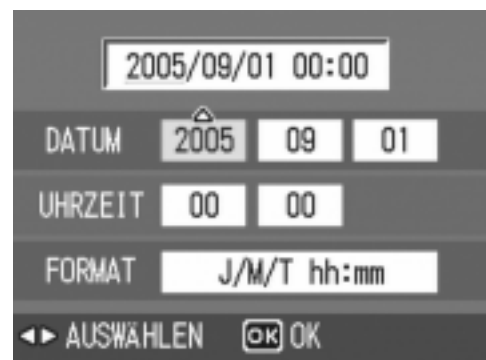 2005/09/01 00:00
DATUM 2005 09 01
UHRZEIT 00 00
FORMAT J/M/T hh:mm
AUSWÄHLEN OK OK